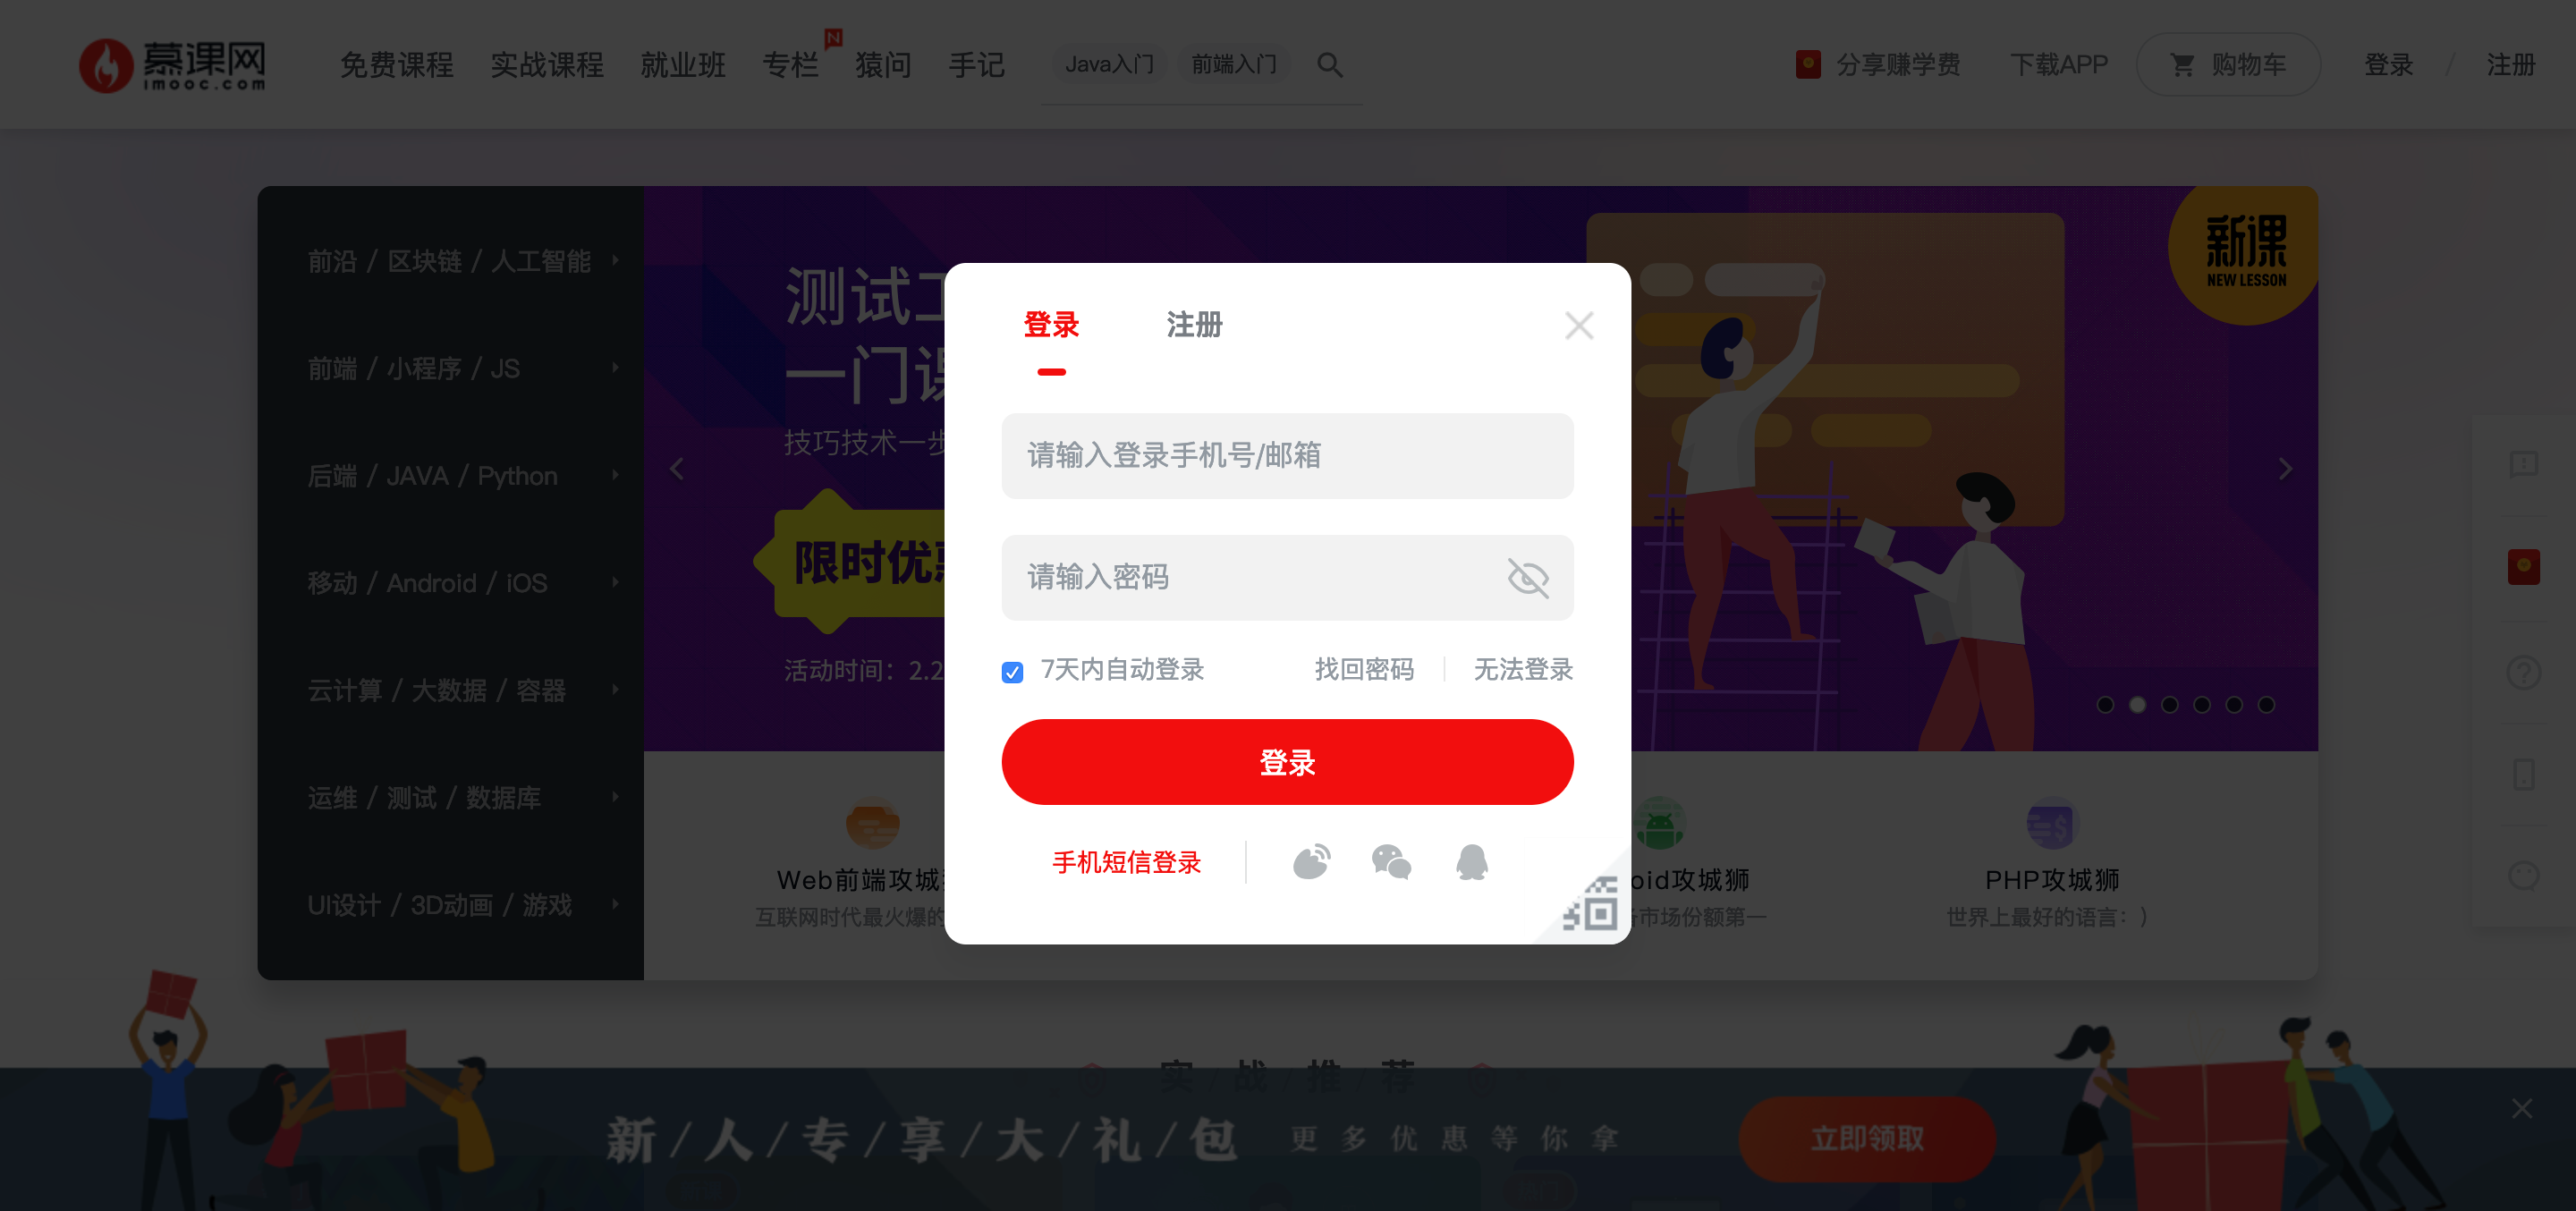 慕课网 免费课程 实战课程 就业班 专栏 N 猿问 手记 Java入门 前端入门 分享赚学费 下载APP 购物车 登录 / 注册
imooc.com
前沿 / 区块链 / 人工智能
前端 / 小程序 / JS
后端 / JAVA / Python
移动 / Android / iOS
云计算 / 大数据 / 容器
运维 / 测试 / 数据库
UI设计 / 3D动画 / 游戏
测试
一门
技巧技术一步
限时优惠
活动时间：2.2
新课
NEW LESSON
登录 注册
请输入登录手机号/邮箱
请输入密码
7天内自动登录 找回密码 无法登录
登录
手机短信登录
Web前端攻城狮
互联网时代最火爆的
oid攻城狮
市场份额第一
PHP攻城狮
世界上最好的语言：）
实 / 战 / 推 / 荐
新 / 人 / 专 / 享 / 大 / 礼 / 包 更多优惠等你拿 立即领取